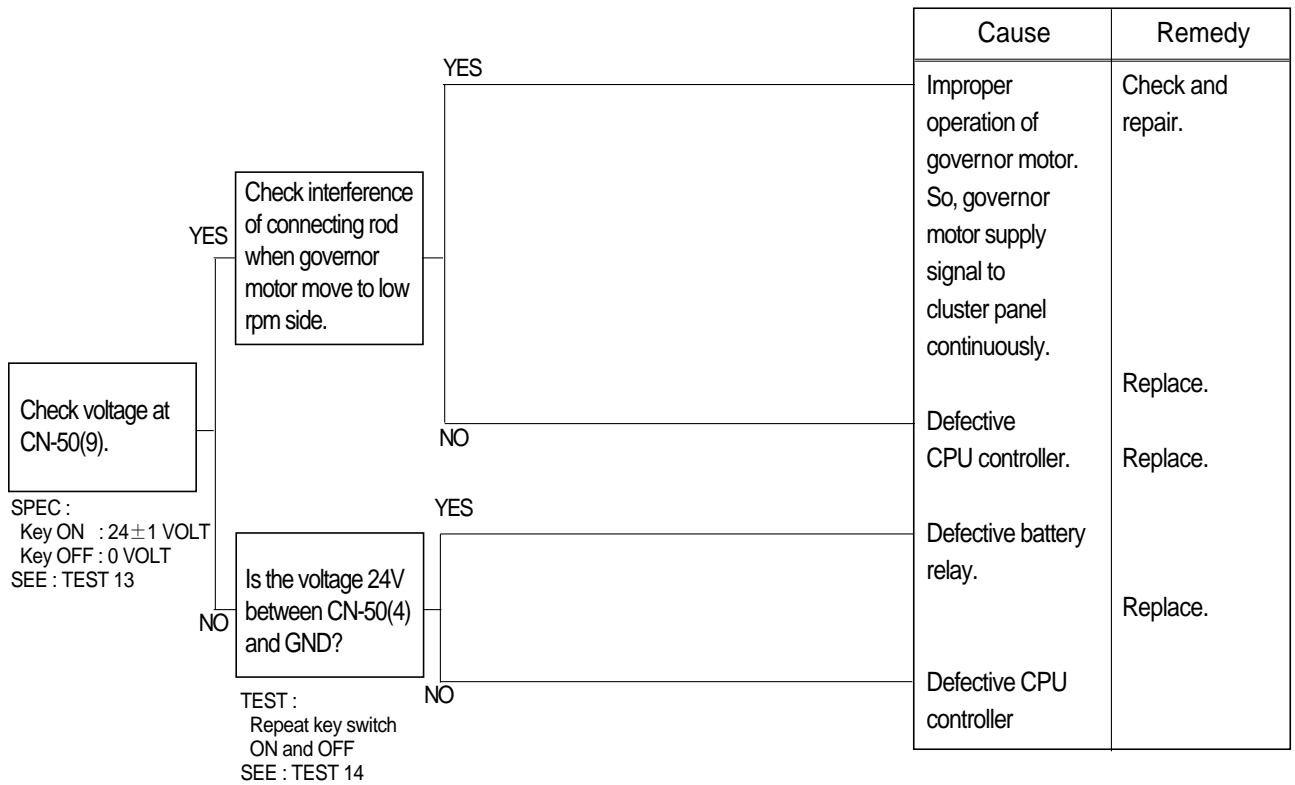 Check voltage at
CN-50(9).
SPEC :
Key ON : 24±1 VOLT
Key OFF : 0 VOLT
SEE : TEST 13
YES
Check interference
of connecting rod
when governor
motor move to low
rpm side.
NO
Is the voltage 24V
between CN-50(4)
and GND?
TEST :
Repeat key switch
ON and OFF
SEE : TEST 14
YES
NO
YES
NO
Cause
Remedy
Improper
operation of
governor motor.
So, governor
motor supply
signal to
cluster panel
continuously.
Check and
repair.
Defective
CPU controller.
Replace.
Defective battery
relay.
Replace.
Defective CPU
controller
Replace.